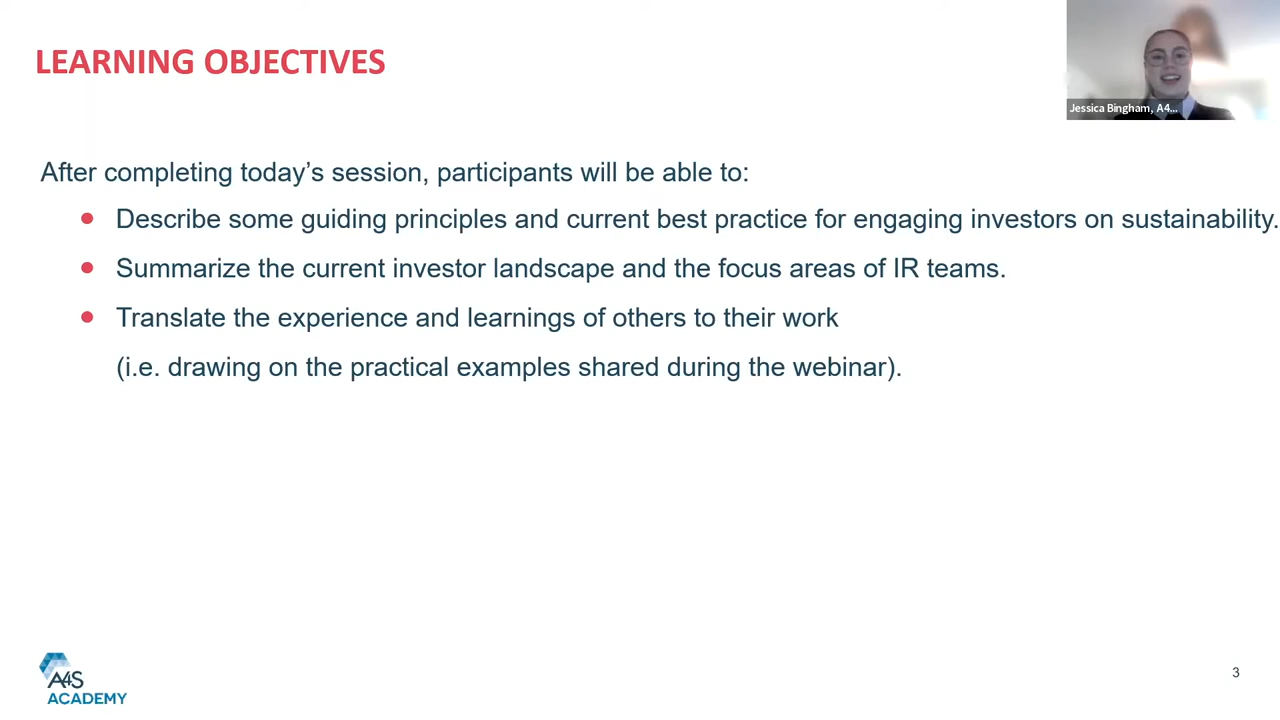 LEARNING OBJECTIVES
Jessica Bingham, A4...
After completing today’s session, participants will be able to:
Describe some guiding principles and current best practice for engaging investors on sustainability.
Summarize the current investor landscape and the focus areas of IR teams.
Translate the experience and learnings of others to their work
(i.e. drawing on the practical examples shared during the webinar).
A4S
ACADEMY
3